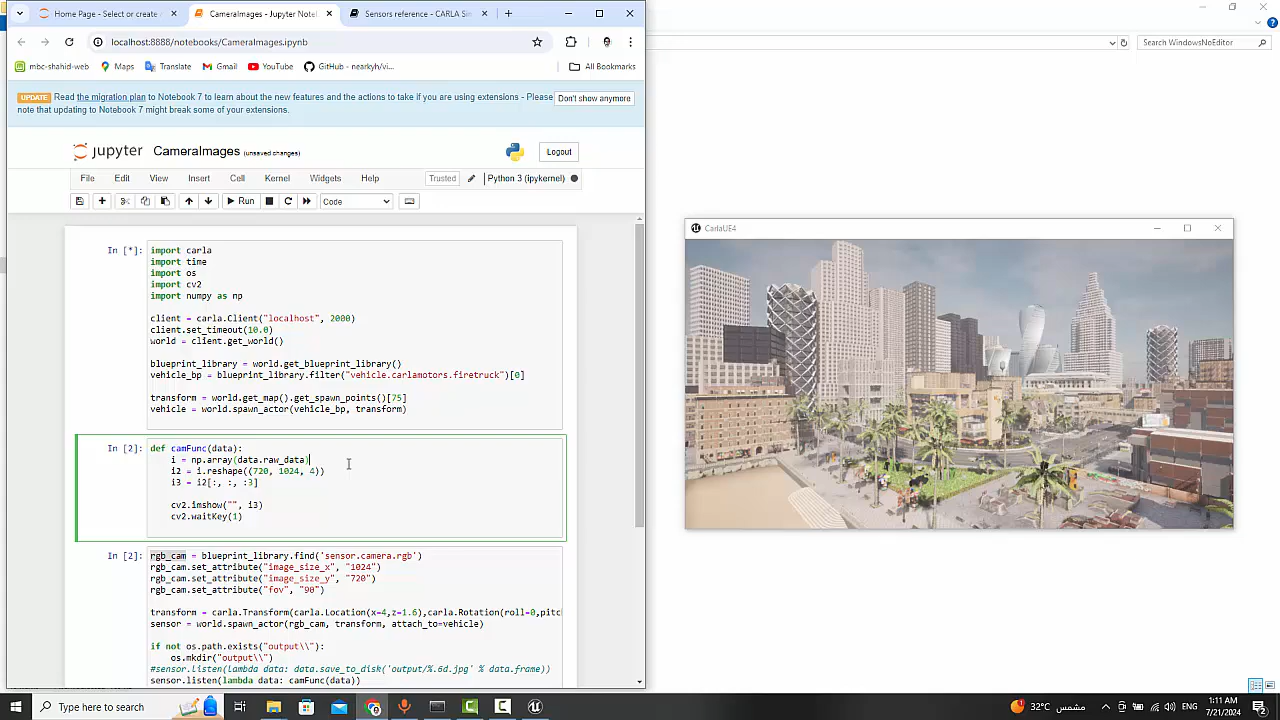 Home Page - Select or create a
CameraImages - Jupyter Noteb
Sensors reference - CARLA Sim
localhost:8888/notebooks/CameraImages.ipynb
Search WindowsNoEditor
mbc-shahid-web
Maps
Translate
Gmail
YouTube
GitHub - nearkyh/vi...
All Bookmarks
UPDATE Read the migration plan to Notebook 7 to learn about the new features and the actions to take if you are using extensions - Please
note that updating to Notebook 7 might break some of your extensions.
Don't show anymore
jupyter CameraImages (unsaved changes)
Logout
File Edit View Insert Cell Kernel Widgets Help
Trusted
Python 3 (ipykernel)
Run
Code
In [*]:
import carla
import time
import os
import cv2
import numpy as np
client = carla.Client("localhost", 2000)
client.set_timeout(10.0)
world = client.get_world()
blueprint_library = world.get_blueprint_library()
vehicle_bp = blueprint_library.filter("vehicle.carlamotors.firetruck")[0]
transform = world.get_map().get_spawn_points()[75]
vehicle = world.spawn_actor(vehicle_bp, transform)
In [2]:
def camFunc(data):
i = np.array(data.raw_data)
i2 = i.reshape((720, 1024, 4))
i3 = i2[:, :, :3]
cv2.imshow("", i3)
cv2.waitKey(1)
In [2]:
rgb_cam = blueprint_library.find('sensor.camera.rgb')
rgb_cam.set_attribute("image_size_x", "1024")
rgb_cam.set_attribute("image_size_y", "720")
rgb_cam.set_attribute("fov", "90")
transform = carla.Transform(carla.Location(x=4,z=1.6),carla.Rotation(roll=0,pitc
sensor = world.spawn_actor(rgb_cam, transform, attach_to=vehicle)
if not os.path.exists("output\\"):
os.mkdir("output\\")
#sensor.listen(lambda data: data.save_to_disk('output/%.6d.jpg' % data.frame))
sensor.listen(lambda data: camFunc(data))
CarlaUE4
Type here to search
32°C
مشمس
1:11 AM
7/21/2024